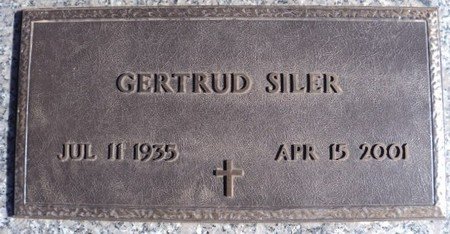 GERTRUD SILER
JUL 11 1935 APR 15 2001